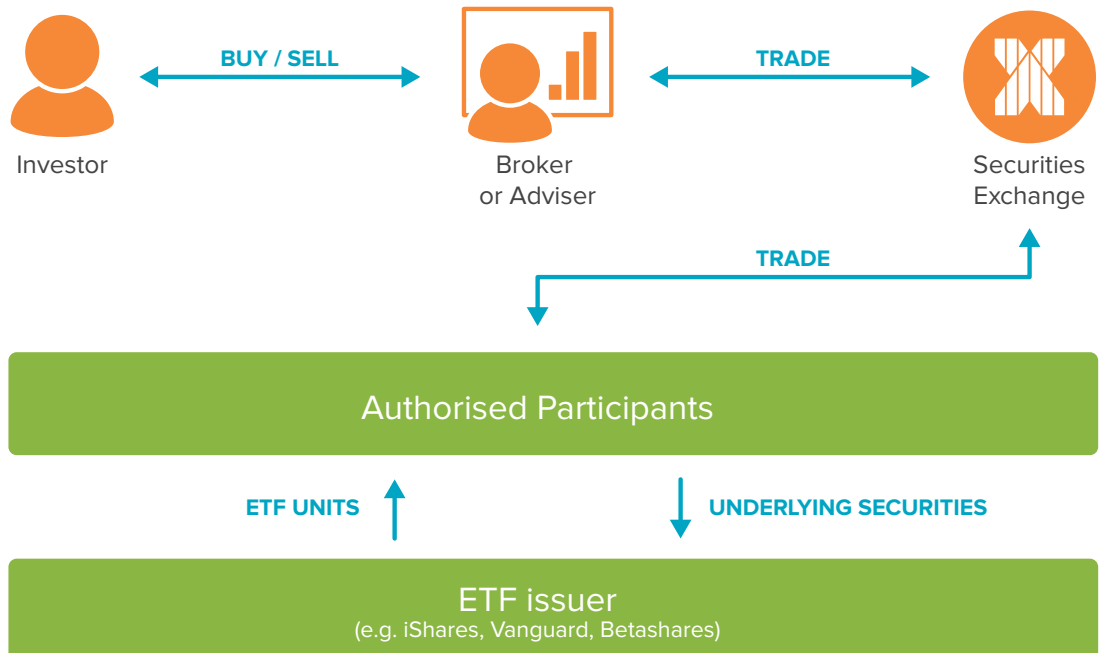 BUY / SELL
TRADE
Investor
Broker
or Adviser
Securities
Exchange
TRADE
Authorised Participants
ETF UNITS
UNDERLYING SECURITIES
ETF issuer
(e.g. iShares, Vanguard, Betashares)